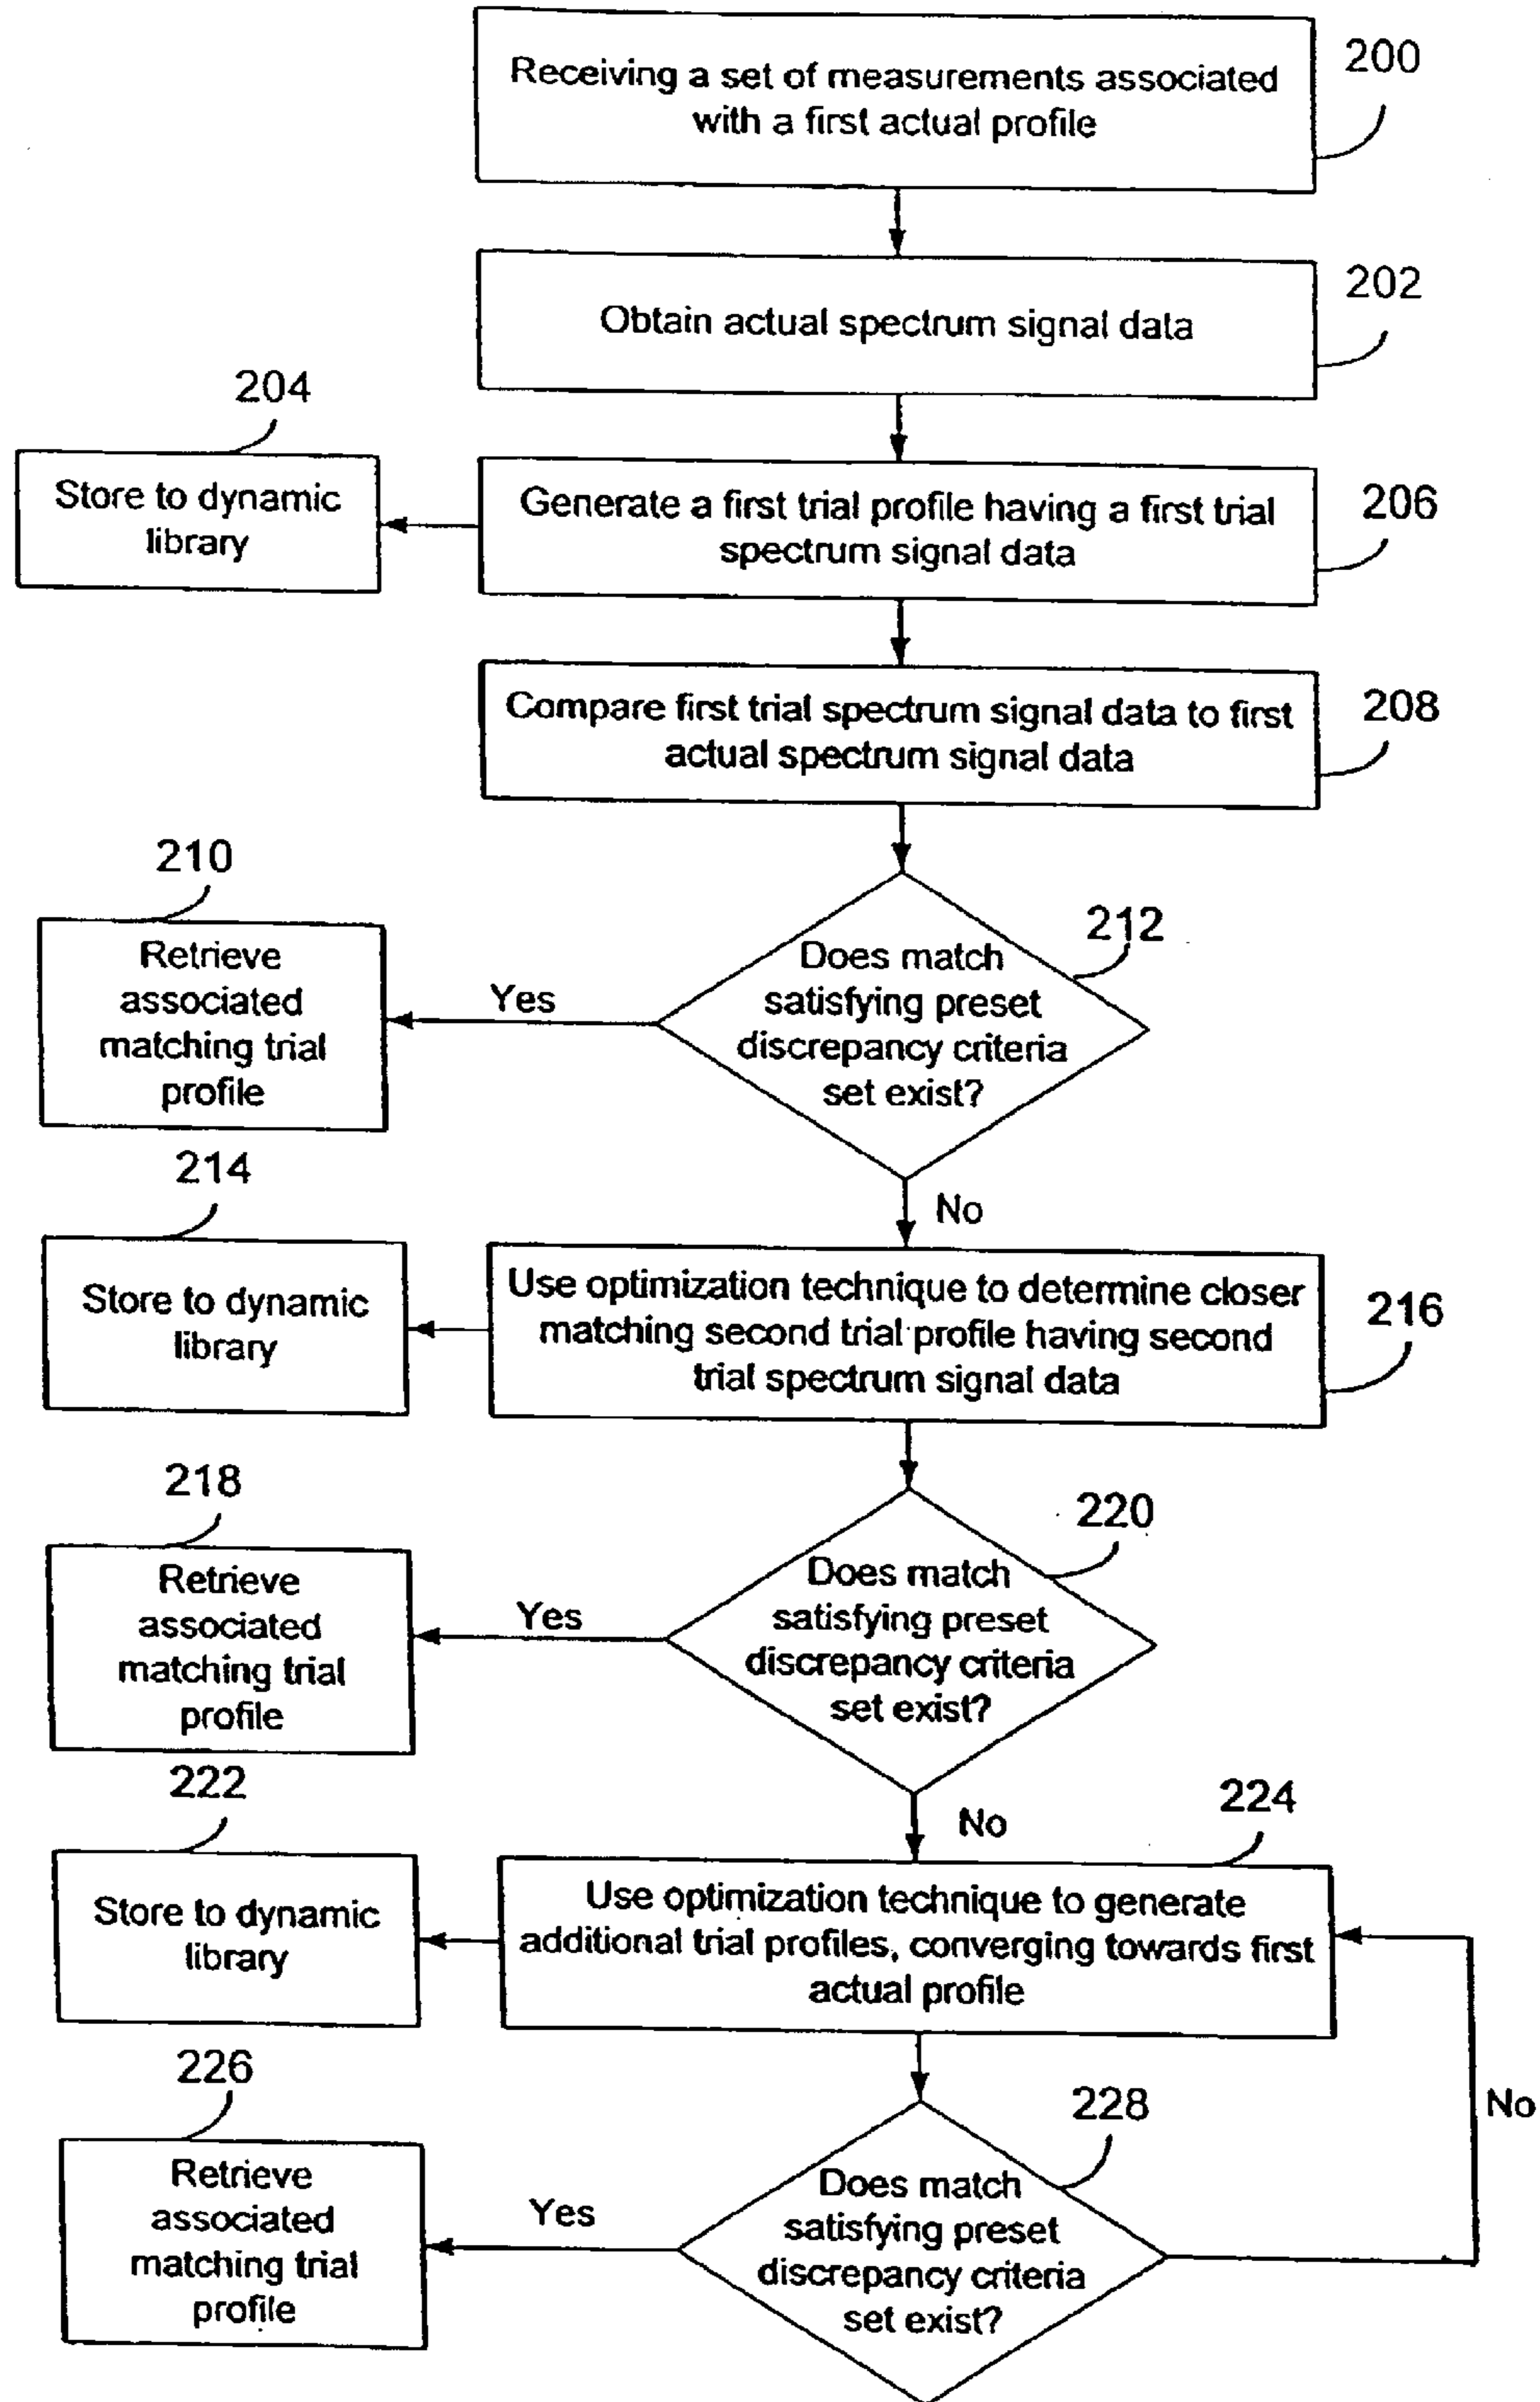 Receiving a set of measurements associated
with a first actual profile
200
Obtain actual spectrum signal data
202
204
Store to dynamic
library
Generate a first trial profile having a first trial
spectrum signal data
206
Compare first trial spectrum signal data to first
actual spectrum signal data
208
210
Retrieve
associated
matching trial
profile
Yes
Does match
satisfying preset
discrepancy criteria
set exist?
212
No
214
Store to dynamic
library
Use optimization technique to determine closer
matching second trial profile having second
trial spectrum signal data
216
218
Retrieve
associated
matching trial
profile
Yes
Does match
satisfying preset
discrepancy criteria
set exist?
220
No
222
Store to dynamic
library
Use optimization technique to generate
additional trial profiles, converging towards first
actual profile
224
226
Retrieve
associated
matching trial
profile
Yes
Does match
satisfying preset
discrepancy criteria
set exist?
228
No